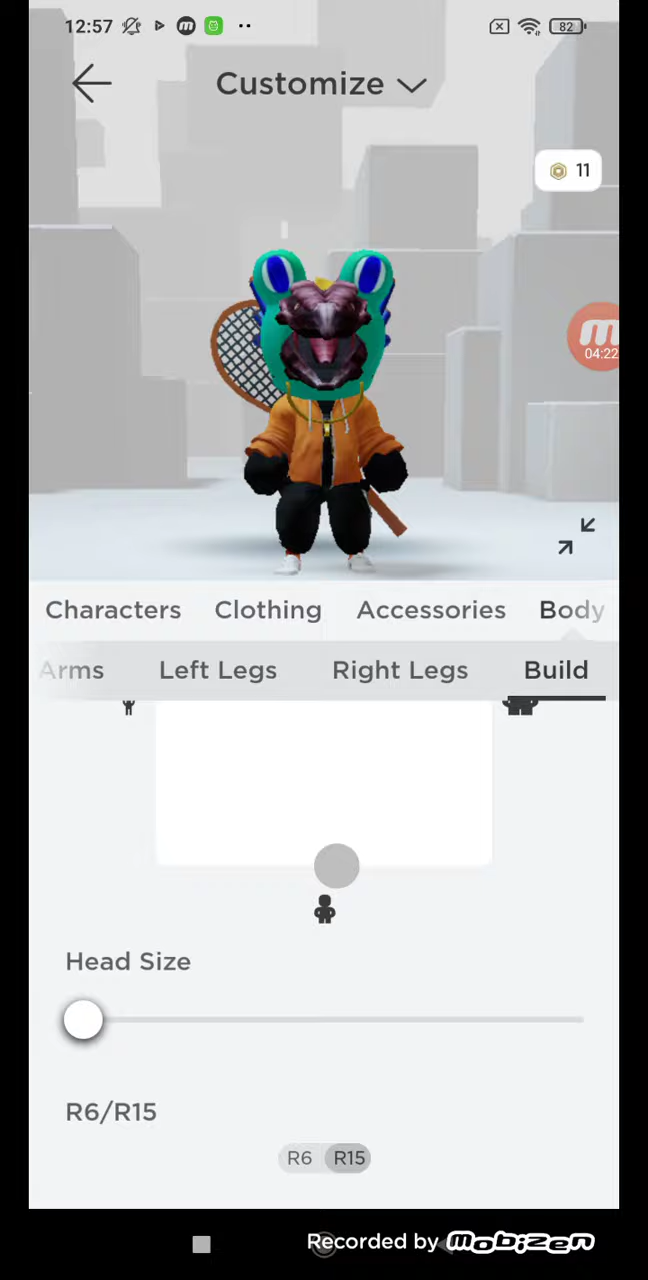 12:57
82
Customize
11
04:22
Characters Clothing Accessories Body
Arms Left Legs Right Legs Build
Head Size
R6/R15
R6 R15
Recorded by mobizen